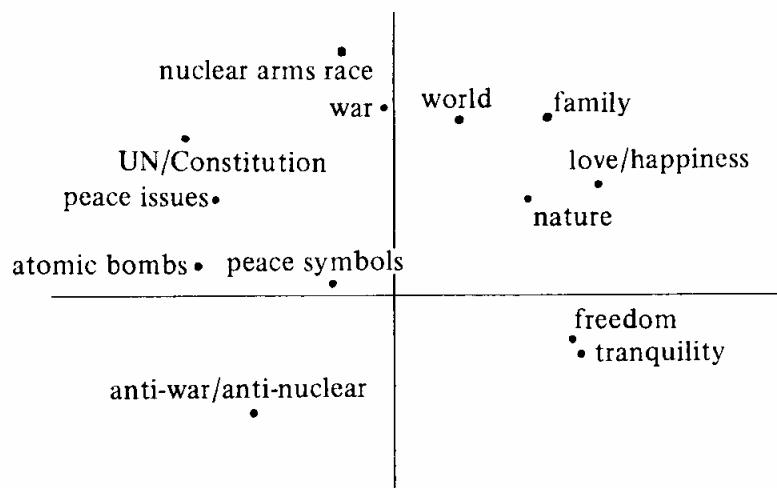 nuclear arms race
war
world
family
UN/Constitution
love/happiness
peace issues
nature
atomic bombs
peace symbols
freedom
tranquility
anti-war/anti-nuclear